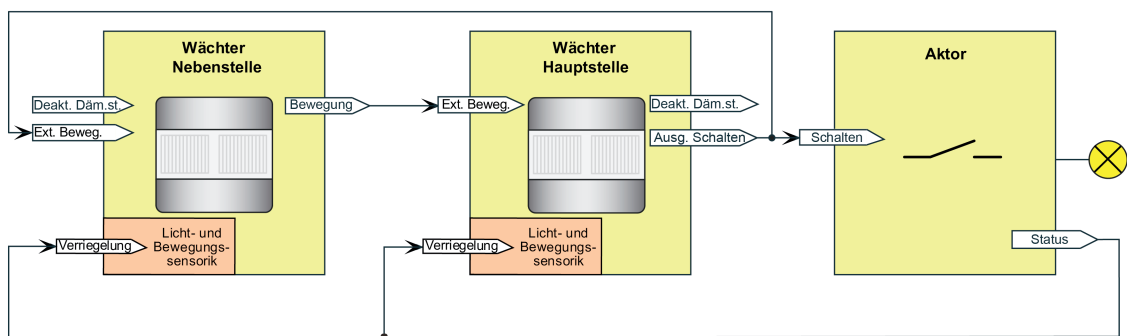 Wächter
Nebenstelle
Deakt. Däm.st.
Ext. Beweg.
Bewegung
Verriegelung
Licht- und
Bewegungs-
sensorik
Wächter
Hauptstelle
Ext. Beweg.
Deakt. Däm.st.
Ausg. Schalten
Verriegelung
Licht- und
Bewegungs-
sensorik
Aktor
Schalten
Status